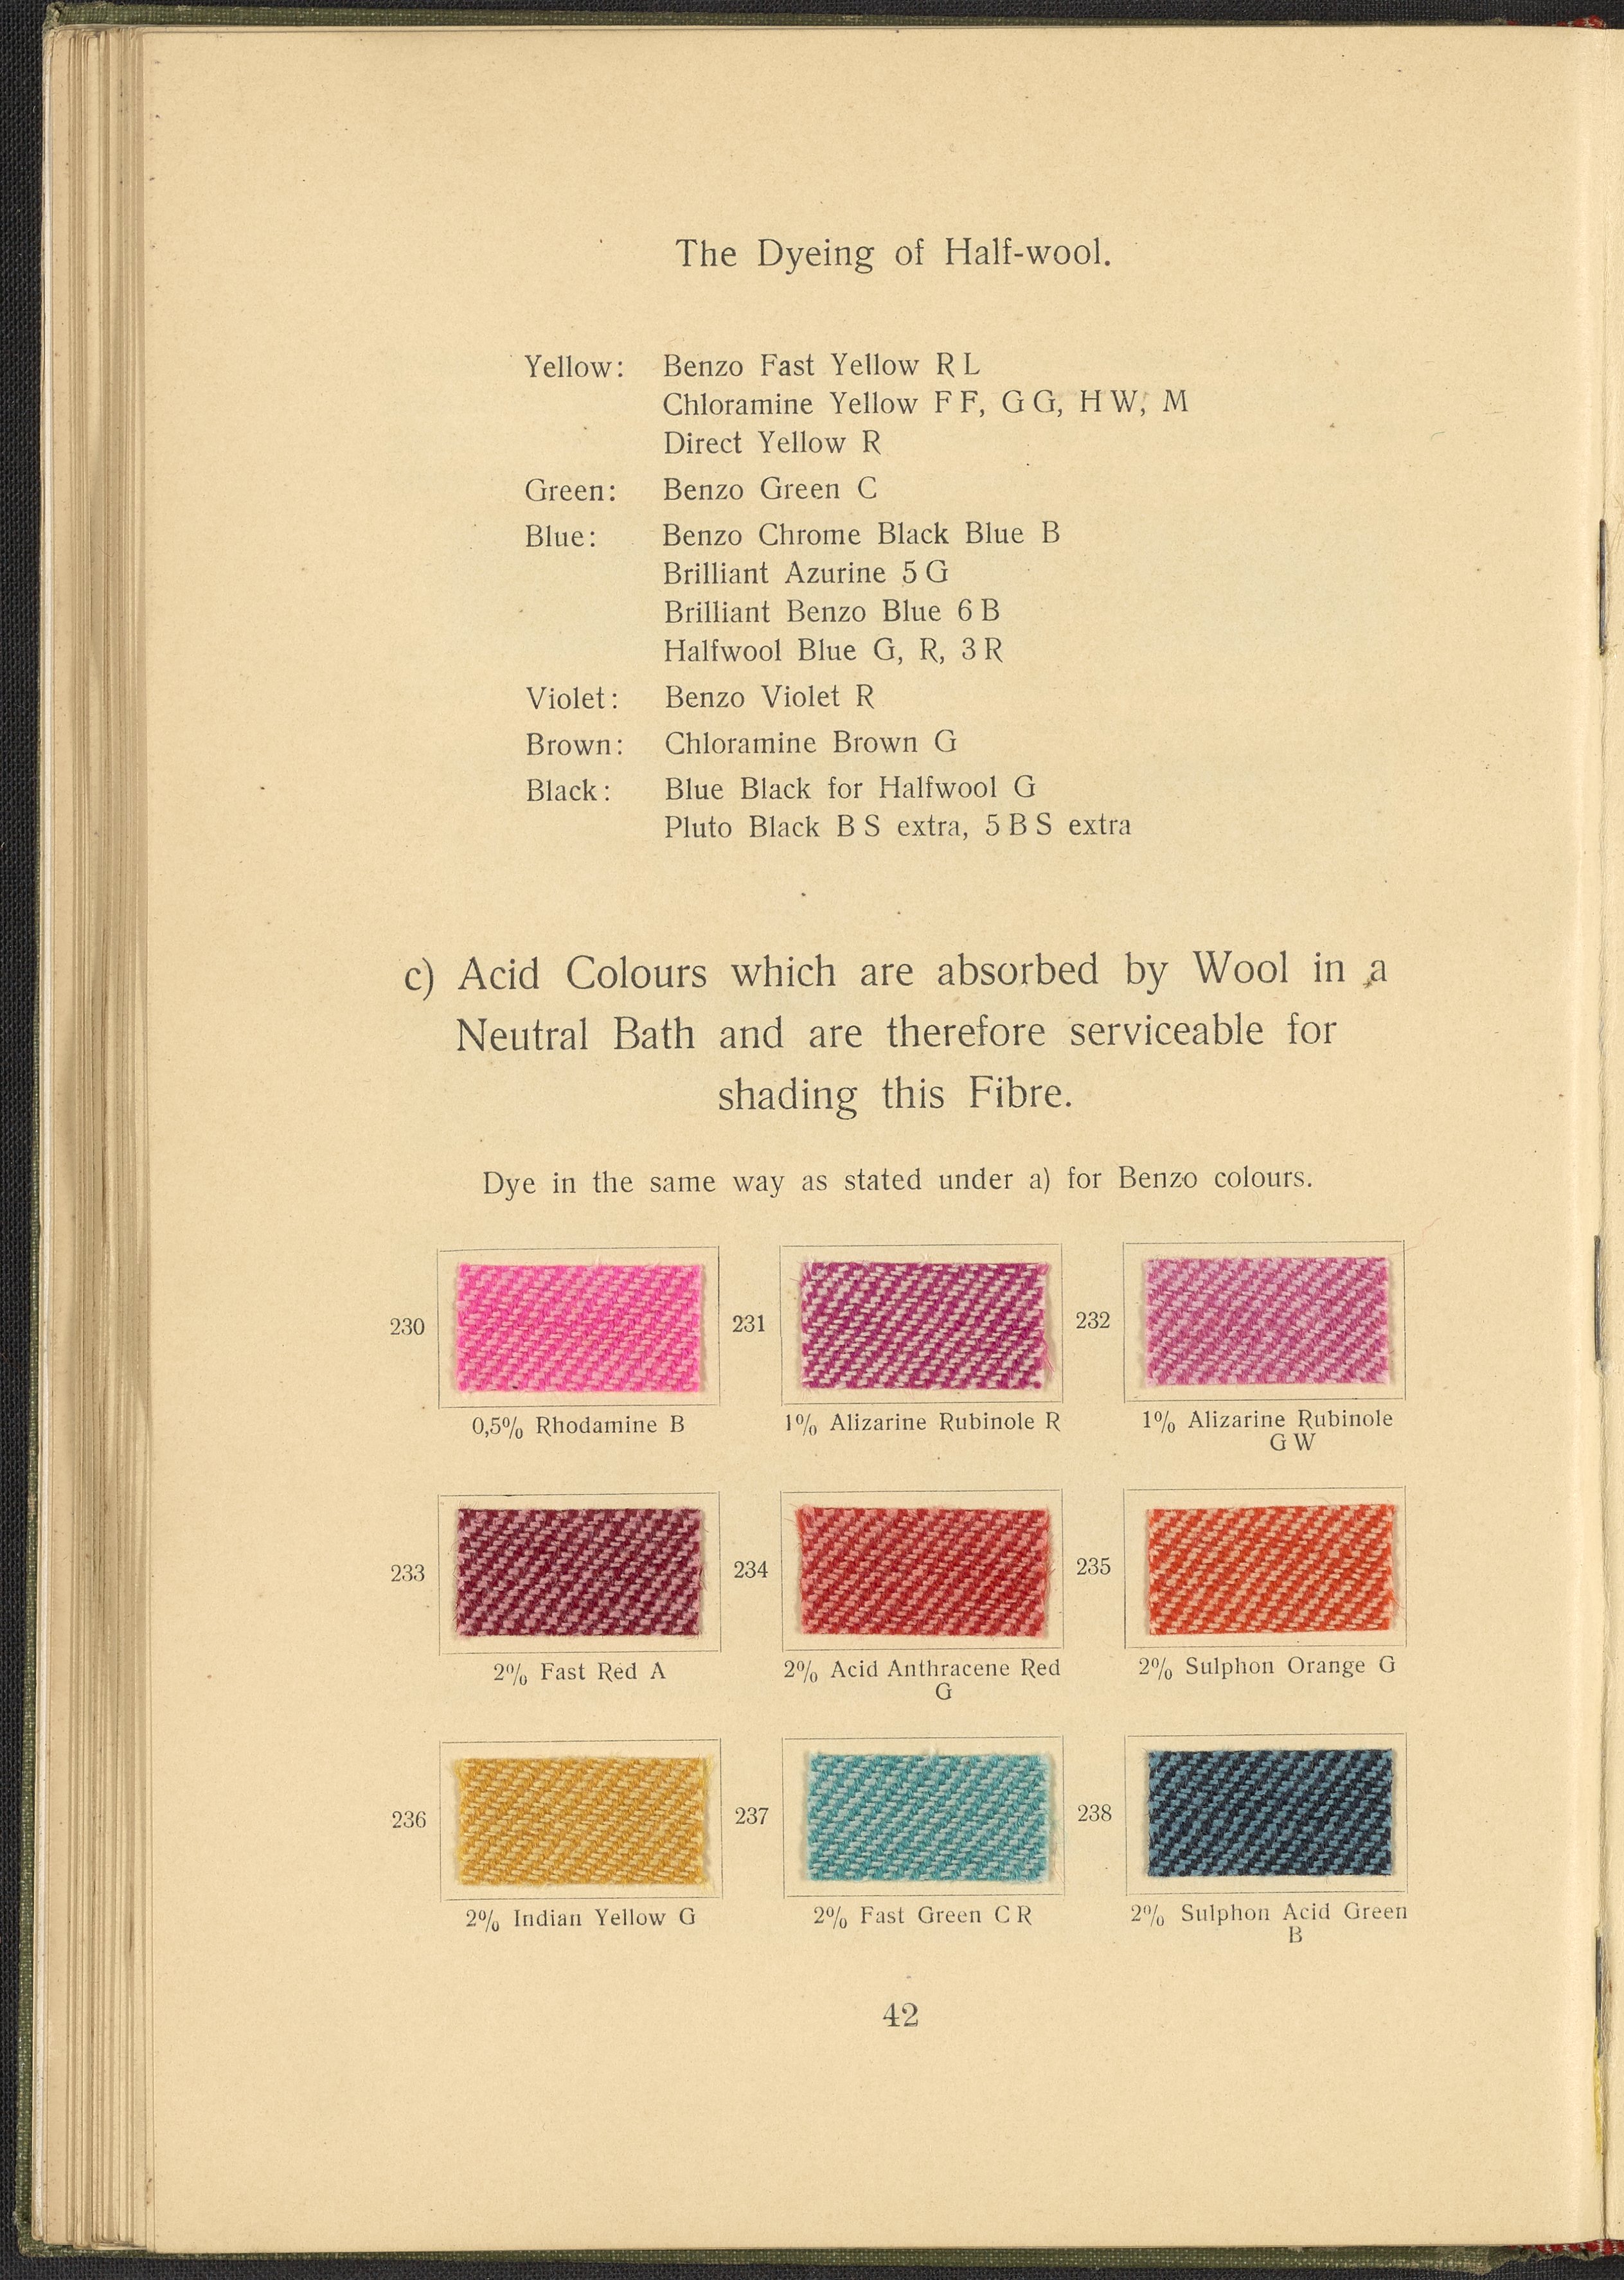 The Dyeing of Half-wool.
Yellow: Benzo Fast Yellow R L
Chloramine Yellow F F, G G, H W, M
Direct Yellow R
Green: Benzo Green C
Blue: Benzo Chrome Black Blue B
Brilliant Azurine 5 G
Brilliant Benzo Blue 6 B
Halfwool Blue G, R, 3 R
Violet: Benzo Violet R
Brown: Chloramine Brown G
Black: Blue Black for Halfwool G
Pluto Black B S extra, 5 B S extra
c) Acid Colours which are absorbed by Wool in a
Neutral Bath and are therefore serviceable for
shading this Fibre.
Dye in the same way as stated under a) for Benzo colours.
230 231 232
0,5% Rhodamine B 1% Alizarine Rubinole R 1% Alizarine Rubinole
G W
233 234 235
2% Fast Red A 2% Acid Anthracene Red 2% Sulphon Orange G
G
236 237 238
2% Indian Yellow G 2% Fast Green C R 2% Sulphon Acid Green
B
42